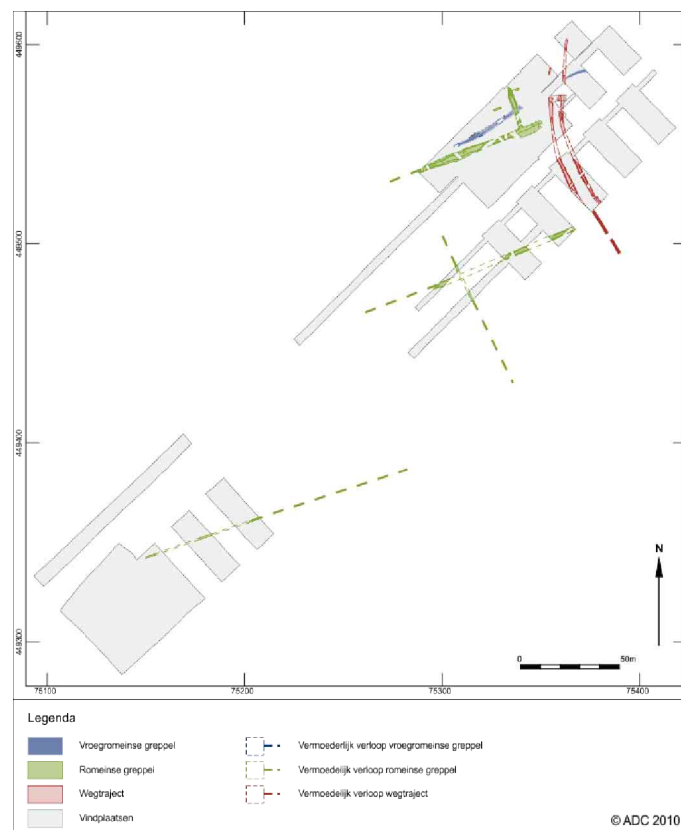 449600
449500
449400
449300
75100
75200
75300
75400
N
0
50m
Legenda
Vroegromeinse greppel
Vermoederlijk verloop vroegromeinse greppel
Romeinse greppel
Vermoedelijk verloop romeinse greppel
Wegtraject
Vermoedelijk verloop wegtraject
Vindplaatsen
© ADC 2010